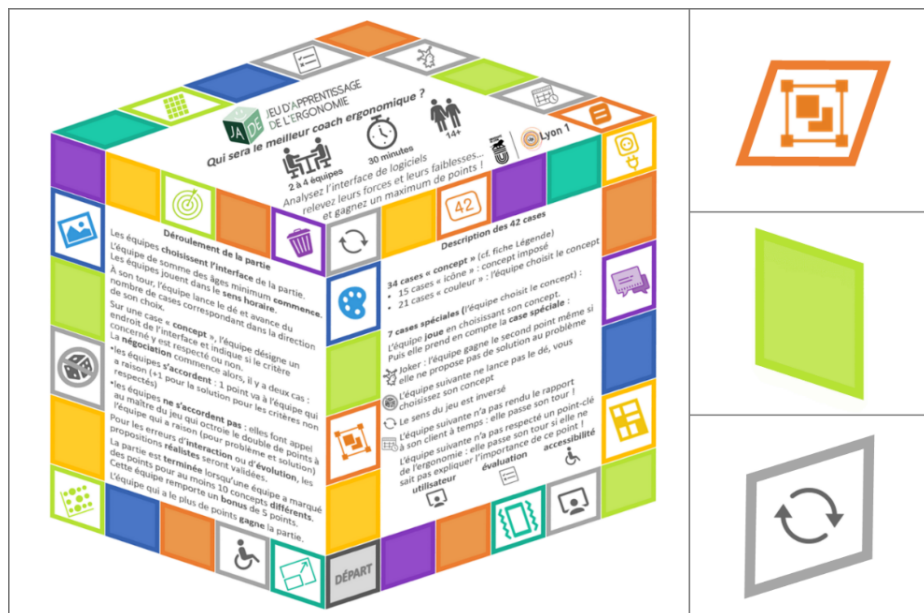 JEU D'APPRENTISSAGE
DE L'ERGONOMIE
JA DE
Qui sera le meilleur coach ergonomique ?
2 à 4 équipes
30 minutes
14+
Lyon 1
Analysez l'interface de logiciels
relevez leurs forces et leurs faiblesses...
et gagnez un maximum de points !
Déroulement de la partie
Les équipes choisissent l'interface de la partie.
L'équipe de somme des âges minimum commence.
Les équipes jouent dans le sens horaire.
À son tour, l'équipe lance le dé et avance du
nombre de cases correspondant dans la direction
de son choix.
Sur une case « concept », l'équipe désigne un
endroit de l'interface et indique si le critère
concerné y est respecté ou non.
La négociation commence alors, il y a deux cas :
•les équipes s'accordent : 1 point va à l'équipe qui
a raison (+1 pour la solution pour les critères non
respectés)
•les équipes ne s'accordent pas : elles font appel
au maître du jeu qui octroie le double de points à
l'équipe qui a raison (pour problème et solution)
Pour les erreurs d'interaction ou d'évolution, les
propositions réalistes seront validées.
La partie est terminée lorsqu'une équipe a marqué
des points pour au moins 10 concepts différents.
Cette équipe remporte un bonus de 5 points.
L'équipe qui a le plus de points gagne la partie.
42
Description des 42 cases
34 cases « concept » (cf. fiche Légende)
• 15 cases « icône » : concept imposé
• 21 cases « couleur » : l'équipe choisit le concept
7 cases spéciales (l'équipe choisit le concept) :
L'équipe joue en choisissant son concept.
Puis elle prend en compte la case spéciale :
Joker : l'équipe gagne le second point même si
elle ne propose pas de solution au problème
L'équipe suivante ne lance pas le dé, vous
choisissez son concept
Le sens du jeu est inversé
L'équipe suivante n'a pas rendu le rapport
à son client à temps : elle passe son tour !
L'équipe suivante n'a pas respecté un point-clé
de l'ergonomie : elle passe son tour si elle ne
sait pas expliquer l'importance de ce point !
utilisateur évaluation accessibilité
DÉPART